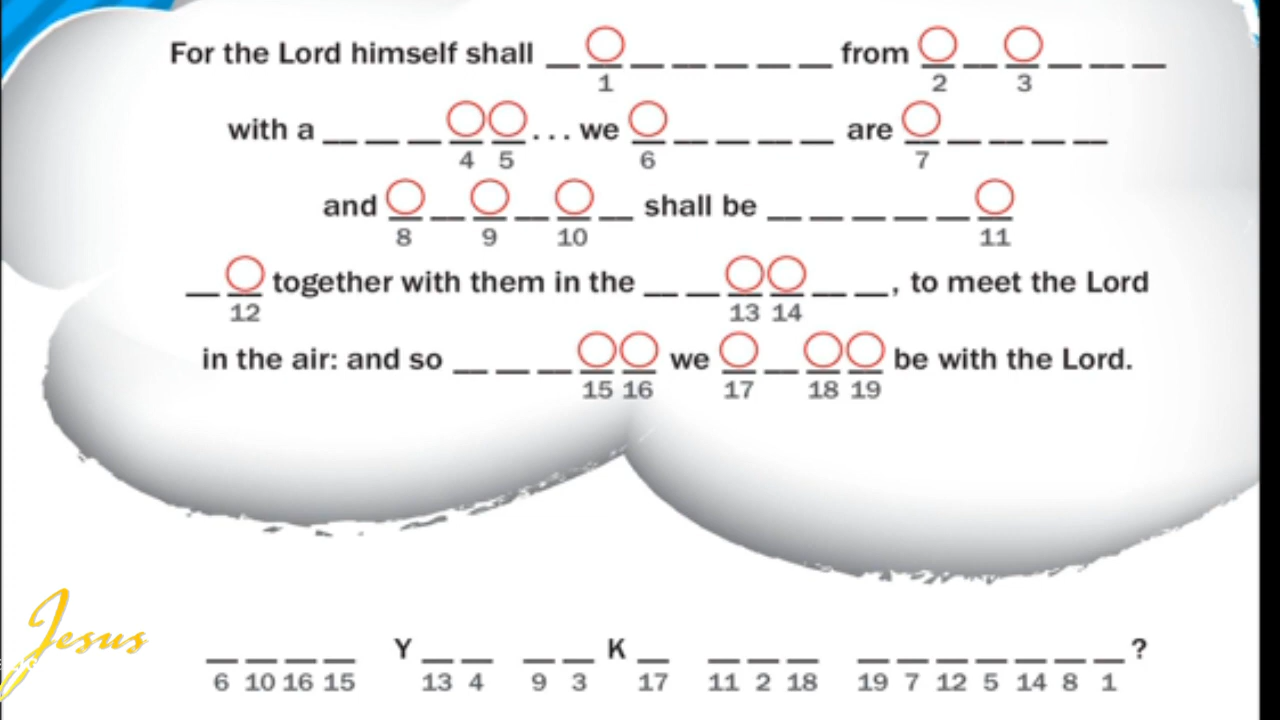 For the Lord himself shall __ __ __ __ __ __ __ from __ __ __ __ __ __
1 2 3
with a __ __ __ __ __ ... we __ __ __ __ __ are __ __ __ __ __
4 5 6 7
and __ __ __ __ __ __ shall be __ __ __ __ __ __
8 9 10 11
__ __ together with them in the __ __ __ __ __ __, to meet the Lord
12 13 14
in the air: and so __ __ __ __ __ we __ __ __ __ be with the Lord.
15 16 17 18 19
Jesus
__ __ __ __ Y __ __ __ __ K __ __ __ __ __ __ __ __ __ __ __ ?
6 10 16 15 13 4 9 3 17 11 2 18 19 7 12 5 14 8 1